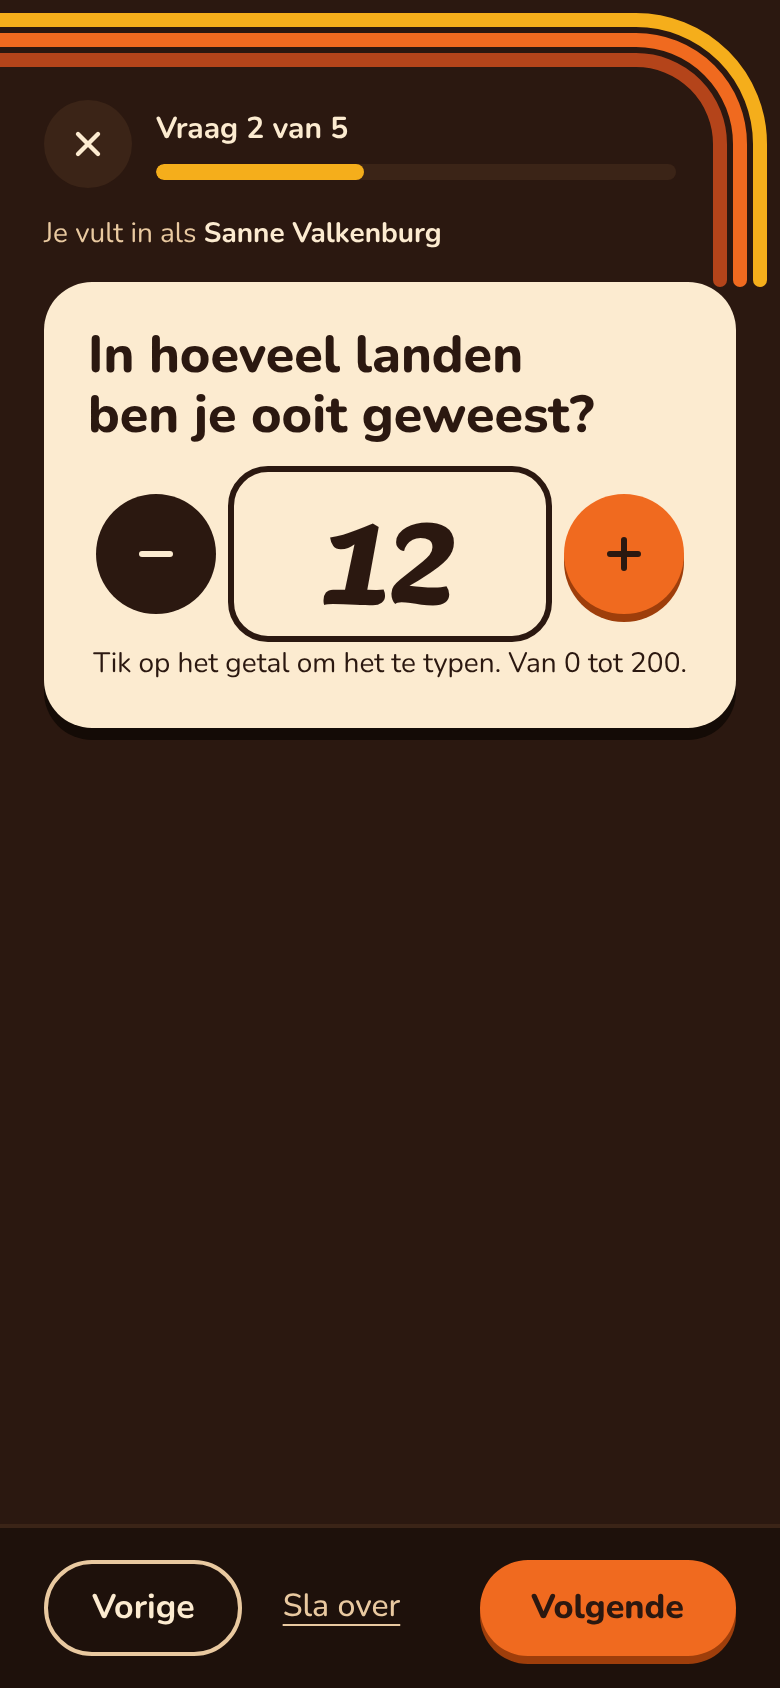 Vraag 2 van 5
Je vult in als Sanne Valkenburg
In hoeveel landen
ben je ooit geweest?
12
Tik op het getal om het te typen. Van 0 tot 200.
Vorige
Sla over
Volgende